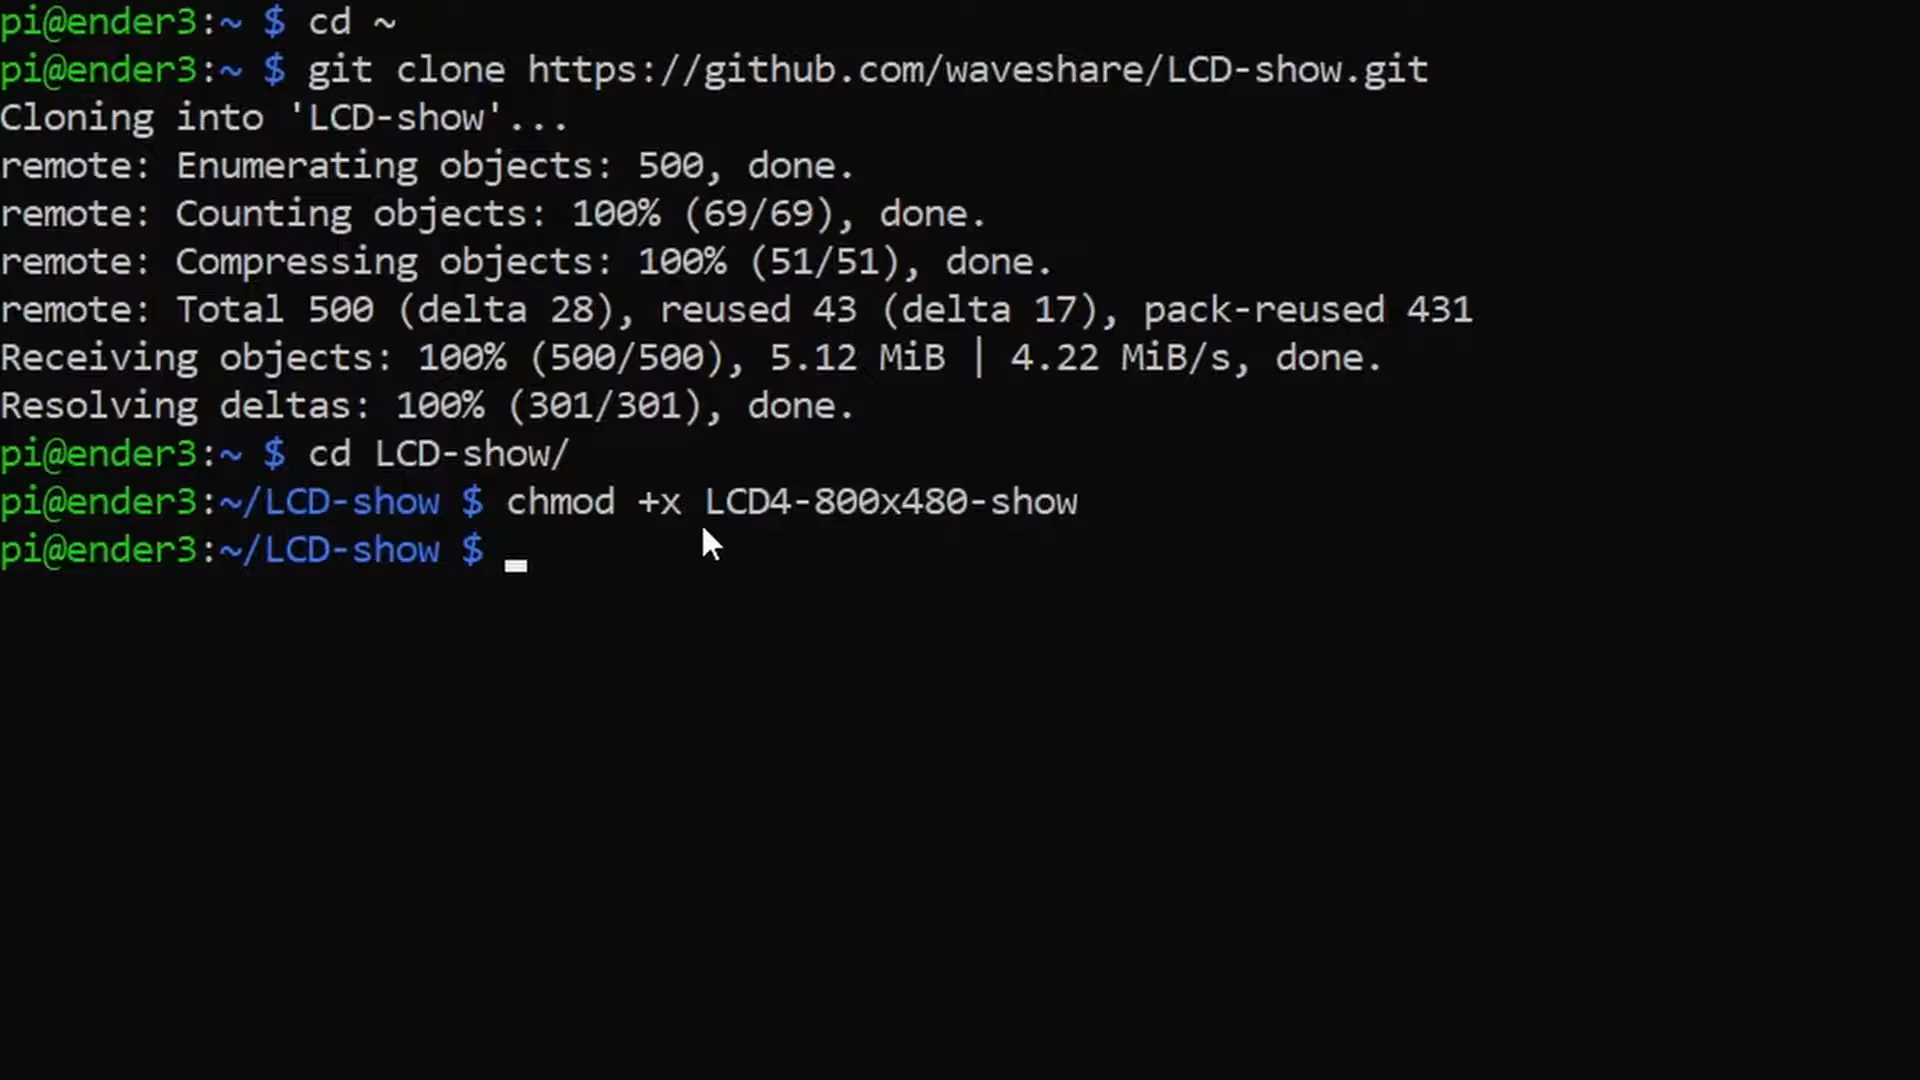 pi@ender3:~ $ cd ~
pi@ender3:~ $ git clone https://github.com/waveshare/LCD-show.git
Cloning into 'LCD-show'...
remote: Enumerating objects: 500, done.
remote: Counting objects: 100% (69/69), done.
remote: Compressing objects: 100% (51/51), done.
remote: Total 500 (delta 28), reused 43 (delta 17), pack-reused 431
Receiving objects: 100% (500/500), 5.12 MiB | 4.22 MiB/s, done.
Resolving deltas: 100% (301/301), done.
pi@ender3:~ $ cd LCD-show/
pi@ender3:~/LCD-show $ chmod +x LCD4-800x480-show
pi@ender3:~/LCD-show $